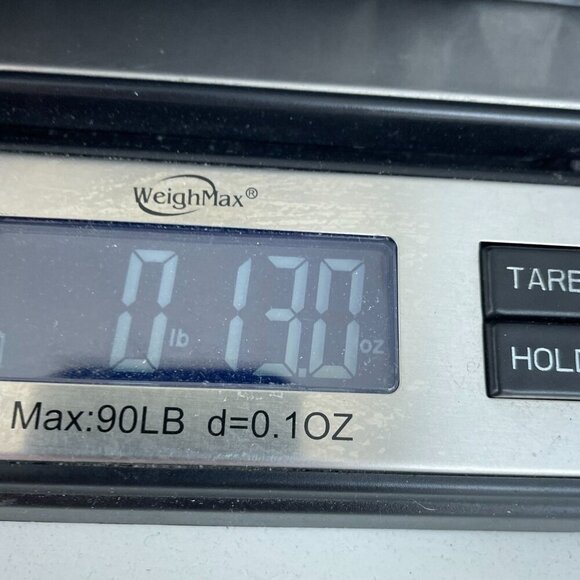 WeighMax®
0 lb 13.0 oz
TARE
HOLD
Max:90LB d=0.1OZ